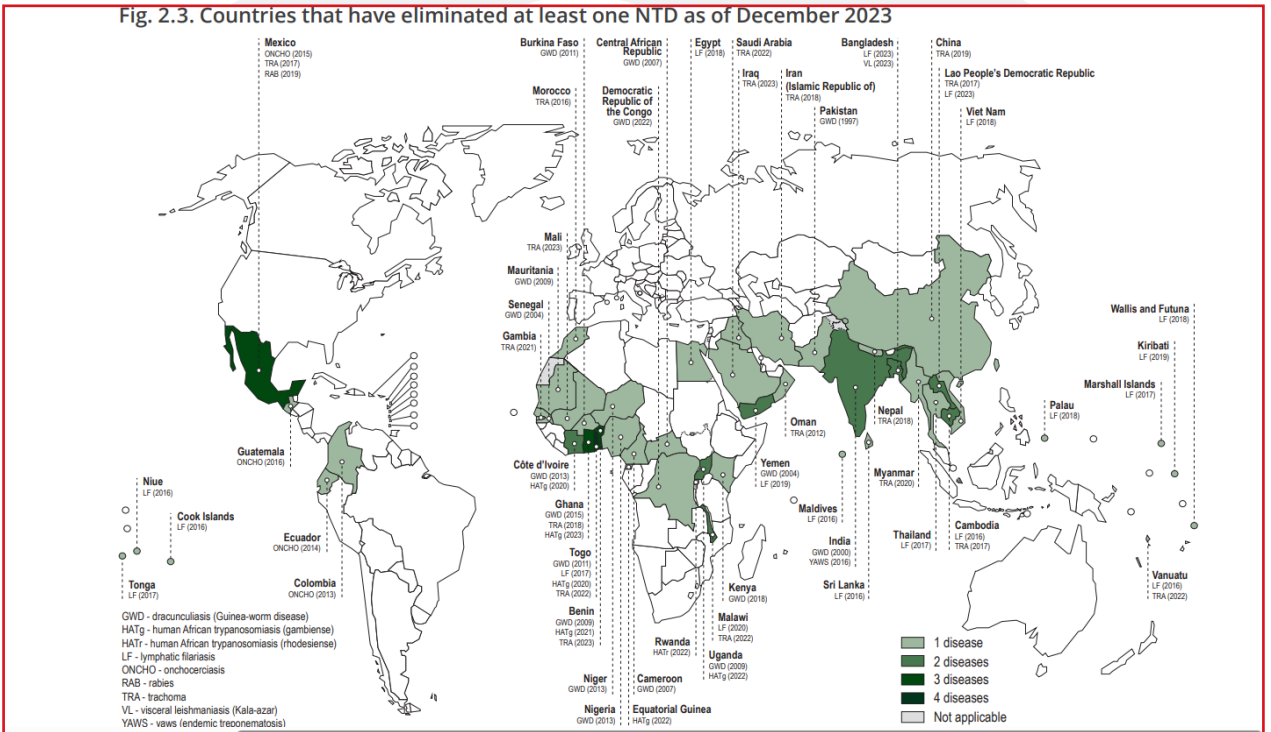 Fig. 2.3. Countries that have eliminated at least one NTD as of December 2023
Mexico
ONCHO (2015)
TRA (2017)
RAB (2019)
Burkina Faso
GWD (2011)
Central African
Republic
GWD (2007)
Egypt
LF (2018)
Saudi Arabia
TRA (2022)
Bangladesh
LF (2023)
VL (2023)
China
TRA (2019)
Morocco
TRA (2016)
Democratic
Republic of
the Congo
GWD (2022)
Iraq
TRA (2023)
Iran
(Islamic Republic of)
TRA (2018)
Pakistan
GWD (1997)
Lao People's Democratic Republic
TRA (2017)
LF (2023)
Viet Nam
LF (2018)
Mali
TRA (2023)
Mauritania
GWD (2009)
Senegal
GWD (2004)
Gambia
TRA (2021)
Wallis and Futuna
LF (2018)
Kiribati
LF (2019)
Marshall Islands
LF (2017)
Palau
LF (2018)
Guatemala
ONCHO (2016)
Niue
LF (2016)
Cook Islands
LF (2016)
Tonga
LF (2017)
Ecuador
ONCHO (2014)
Colombia
ONCHO (2013)
Côte d'Ivoire
GWD (2013)
HATg (2020)
Ghana
GWD (2015)
TRA (2018)
HATg (2023)
Togo
GWD (2011)
LF (2017)
HATg (2020)
TRA (2022)
Benin
GWD (2009)
HATg (2021)
TRA (2023)
Niger
GWD (2013)
Nigeria
GWD (2013)
Cameroon
GWD (2007)
Equatorial Guinea
HATg (2022)
Rwanda
HATr (2022)
Uganda
GWD (2009)
HATg (2022)
Malawi
LF (2020)
TRA (2022)
Kenya
GWD (2018)
Yemen
GWD (2004)
LF (2019)
Oman
TRA (2012)
Maldives
LF (2016)
India
GWD (2000)
YAWS (2016)
Sri Lanka
LF (2016)
Nepal
TRA (2018)
Myanmar
TRA (2020)
Thailand
LF (2017)
Cambodia
LF (2016)
TRA (2017)
Vanuatu
LF (2016)
TRA (2022)
GWD - dracunculiasis (Guinea-worm disease)
HATg - human African trypanosomiasis (gambiense)
HATr - human African trypanosomiasis (rhodesiense)
LF - lymphatic filariasis
ONCHO - onchocerciasis
RAB - rabies
TRA - trachoma
VL - visceral leishmaniasis (Kala-azar)
YAWS - yaws (endemic treponematosis)
1 disease
2 diseases
3 diseases
4 diseases
Not applicable